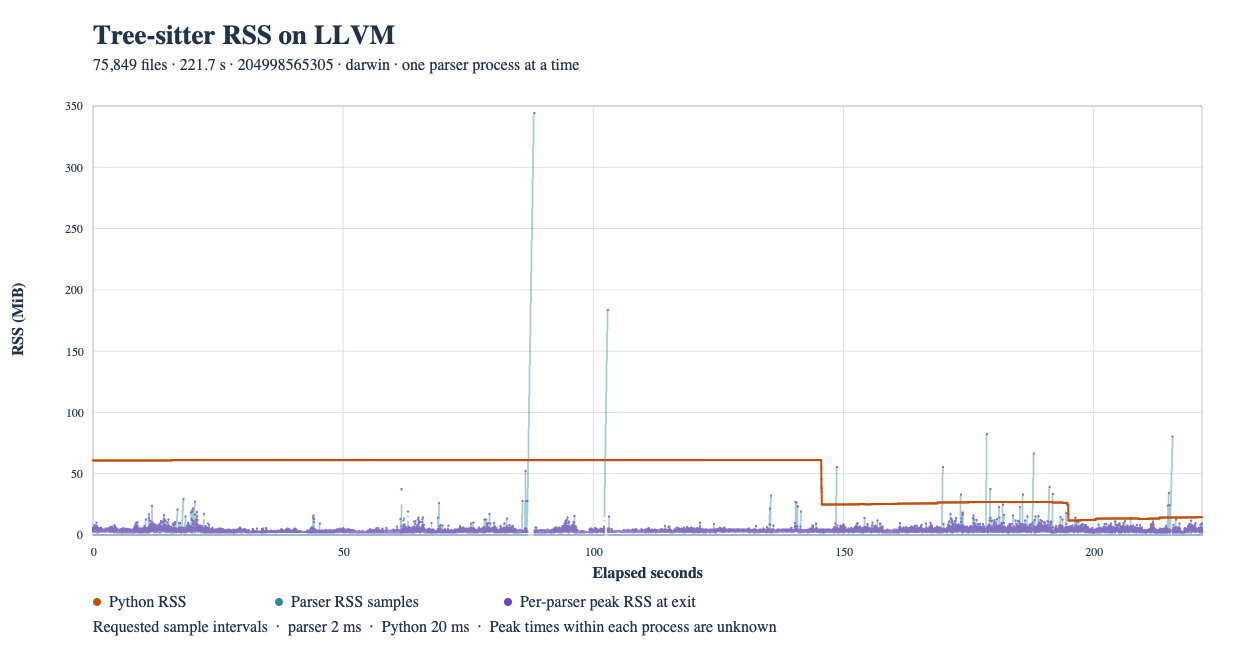 Tree-sitter RSS on LLVM
75,849 files · 221.7 s · 204998565305 · darwin · one parser process at a time
350
300
250
200
150
100
50
0
RSS (MiB)
0 50 100 150 200
Elapsed seconds
Python RSS Parser RSS samples Per-parser peak RSS at exit
Requested sample intervals · parser 2 ms · Python 20 ms · Peak times within each process are unknown